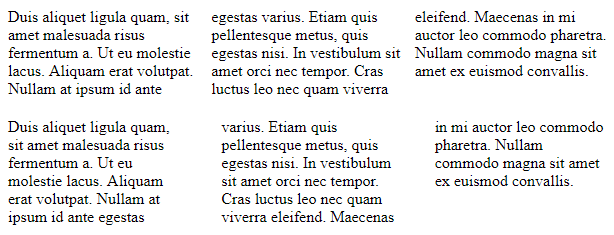 Duis aliquet ligula quam, sit
amet malesuada risus
fermentum a. Ut eu molestie
lacus. Aliquam erat volutpat.
Nullam at ipsum id ante
egestas varius. Etiam quis
pellentesque metus, quis
egestas nisi. In vestibulum sit
amet orci nec tempor. Cras
luctus leo nec quam viverra
eleifend. Maecenas in mi
auctor leo commodo pharetra.
Nullam commodo magna sit
amet ex euismod convallis.
Duis aliquet ligula quam,
sit amet malesuada risus
fermentum a. Ut eu
molestie lacus. Aliquam
erat volutpat. Nullam at
ipsum id ante egestas
varius. Etiam quis
pellentesque metus, quis
egestas nisi. In vestibulum
sit amet orci nec tempor.
Cras luctus leo nec quam
viverra eleifend. Maecenas
in mi auctor leo commodo
pharetra. Nullam
commodo magna sit amet
ex euismod convallis.